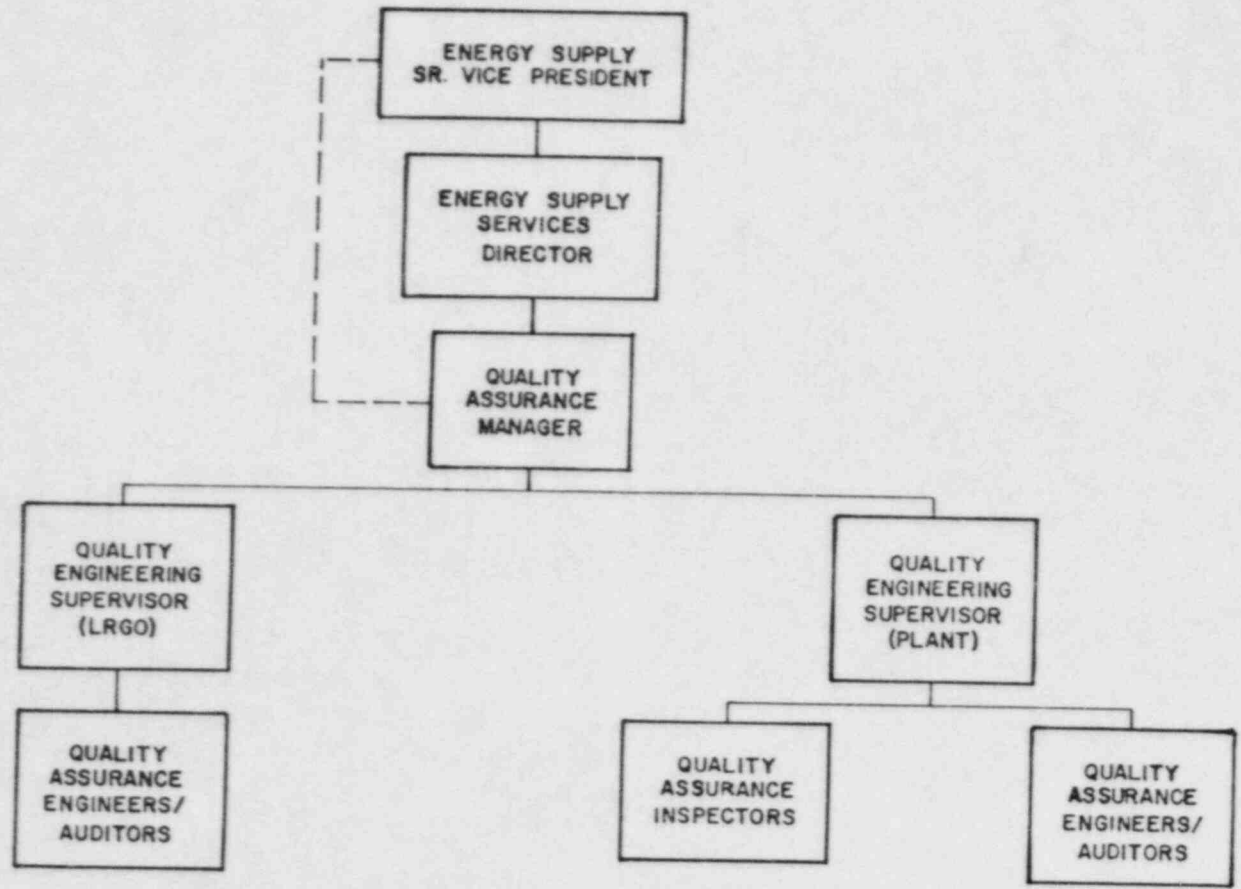 ENERGY SUPPLY
SR. VICE PRESIDENT
ENERGY SUPPLY
SERVICES
DIRECTOR
QUALITY
ASSURANCE
MANAGER
QUALITY
ENGINEERING
SUPERVISOR
(LRGO)
QUALITY
ENGINEERING
SUPERVISOR
(PLANT)
QUALITY
ASSURANCE
ENGINEERS/
AUDITORS
QUALITY
ASSURANCE
INSPECTORS
QUALITY
ASSURANCE
ENGINEERS/
AUDITORS